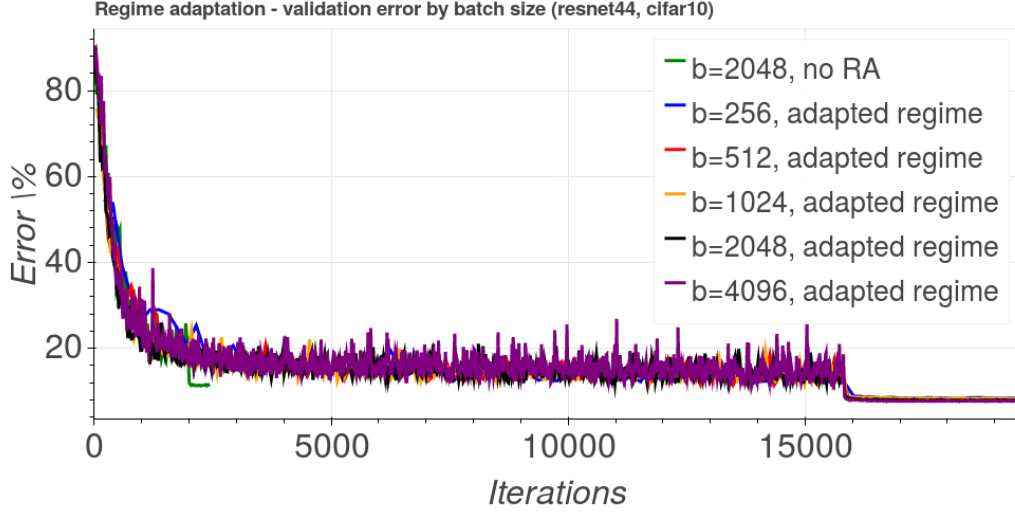 Regime adaptation - validation error by batch size (resnet44, cifar10)
b=2048, no RA
b=256, adapted regime
b=512, adapted regime
b=1024, adapted regime
b=2048, adapted regime
b=4096, adapted regime
Error \%
80
60
40
20
0
5000
10000
15000
Iterations